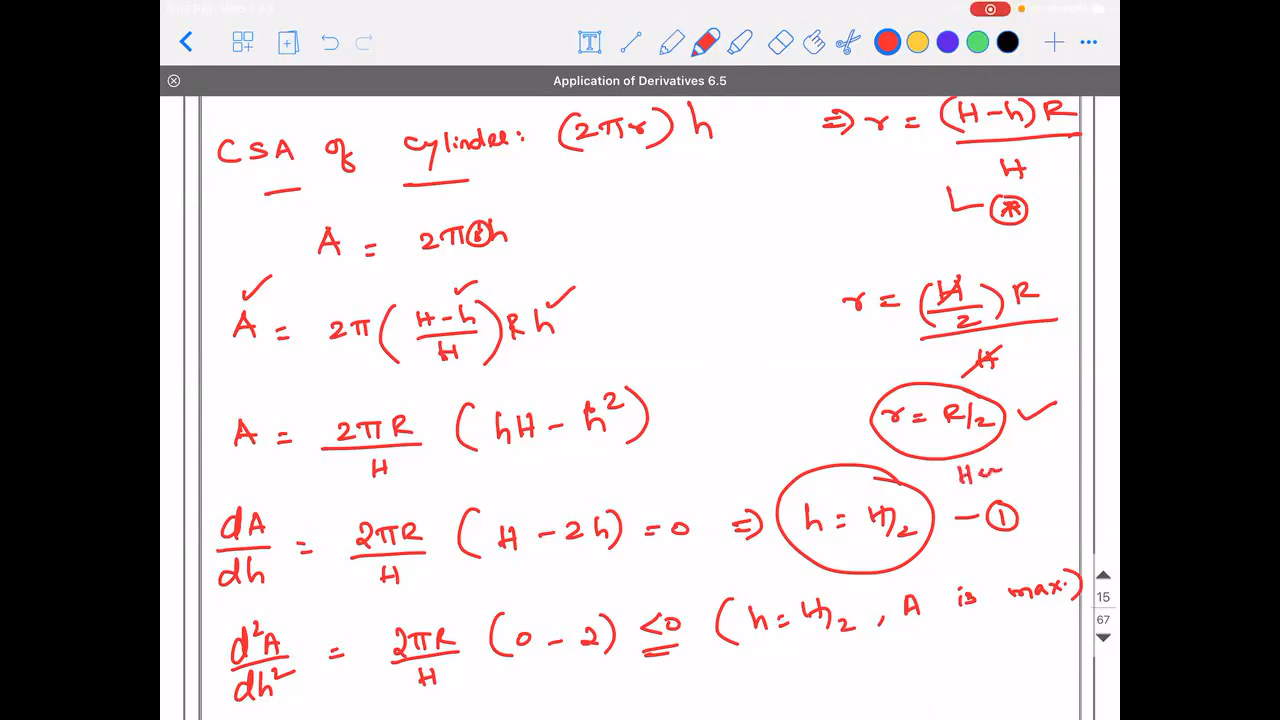 Application of Derivatives 6.5
CSA of cylinder: (2πr) h
⇒ r = (H-h)R / H
⊛
A = 2πrh
A = 2π ( H-h / H ) R h
r = ( H / 2 ) R / H
r = R/2
A = 2πR / H ( hH - h² )
Hen
dA / dh = 2πR / H ( H - 2h ) = 0 ⇒ h = H/2 - ①
d²A / dh² = 2πR / H ( 0 - 2 ) <0 ( h = H/2 , A is max.)
15
67